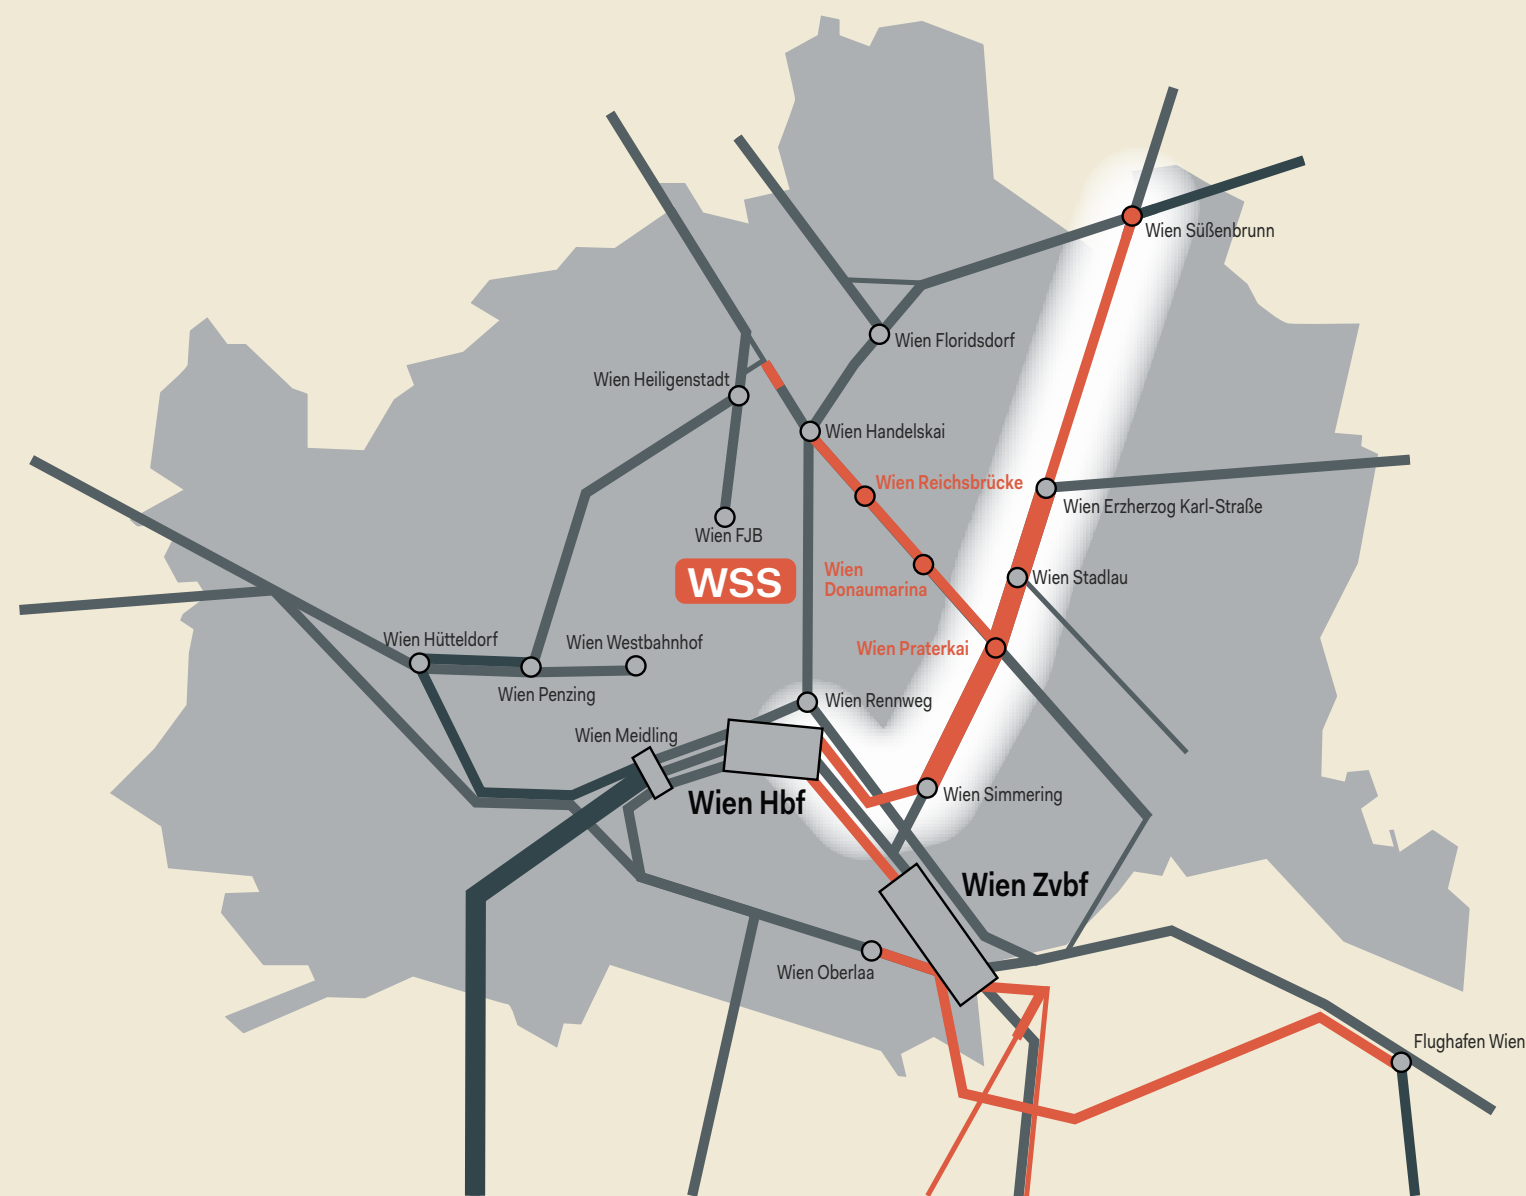 Wien Süßenbrunn
Wien Floridsdorf
Wien Heiligenstadt
Wien Handelskai
Wien Reichsbrücke
Wien Erzherzog Karl-Straße
Wien FJB
WSS
Wien
Donaumarina
Wien Stadlau
Wien Hütteldorf
Wien Westbahnhof
Wien Praterkai
Wien Penzing
Wien Rennweg
Wien Meidling
Wien Hbf
Wien Simmering
Wien Zvbf
Wien Oberlaa
Flughafen Wien